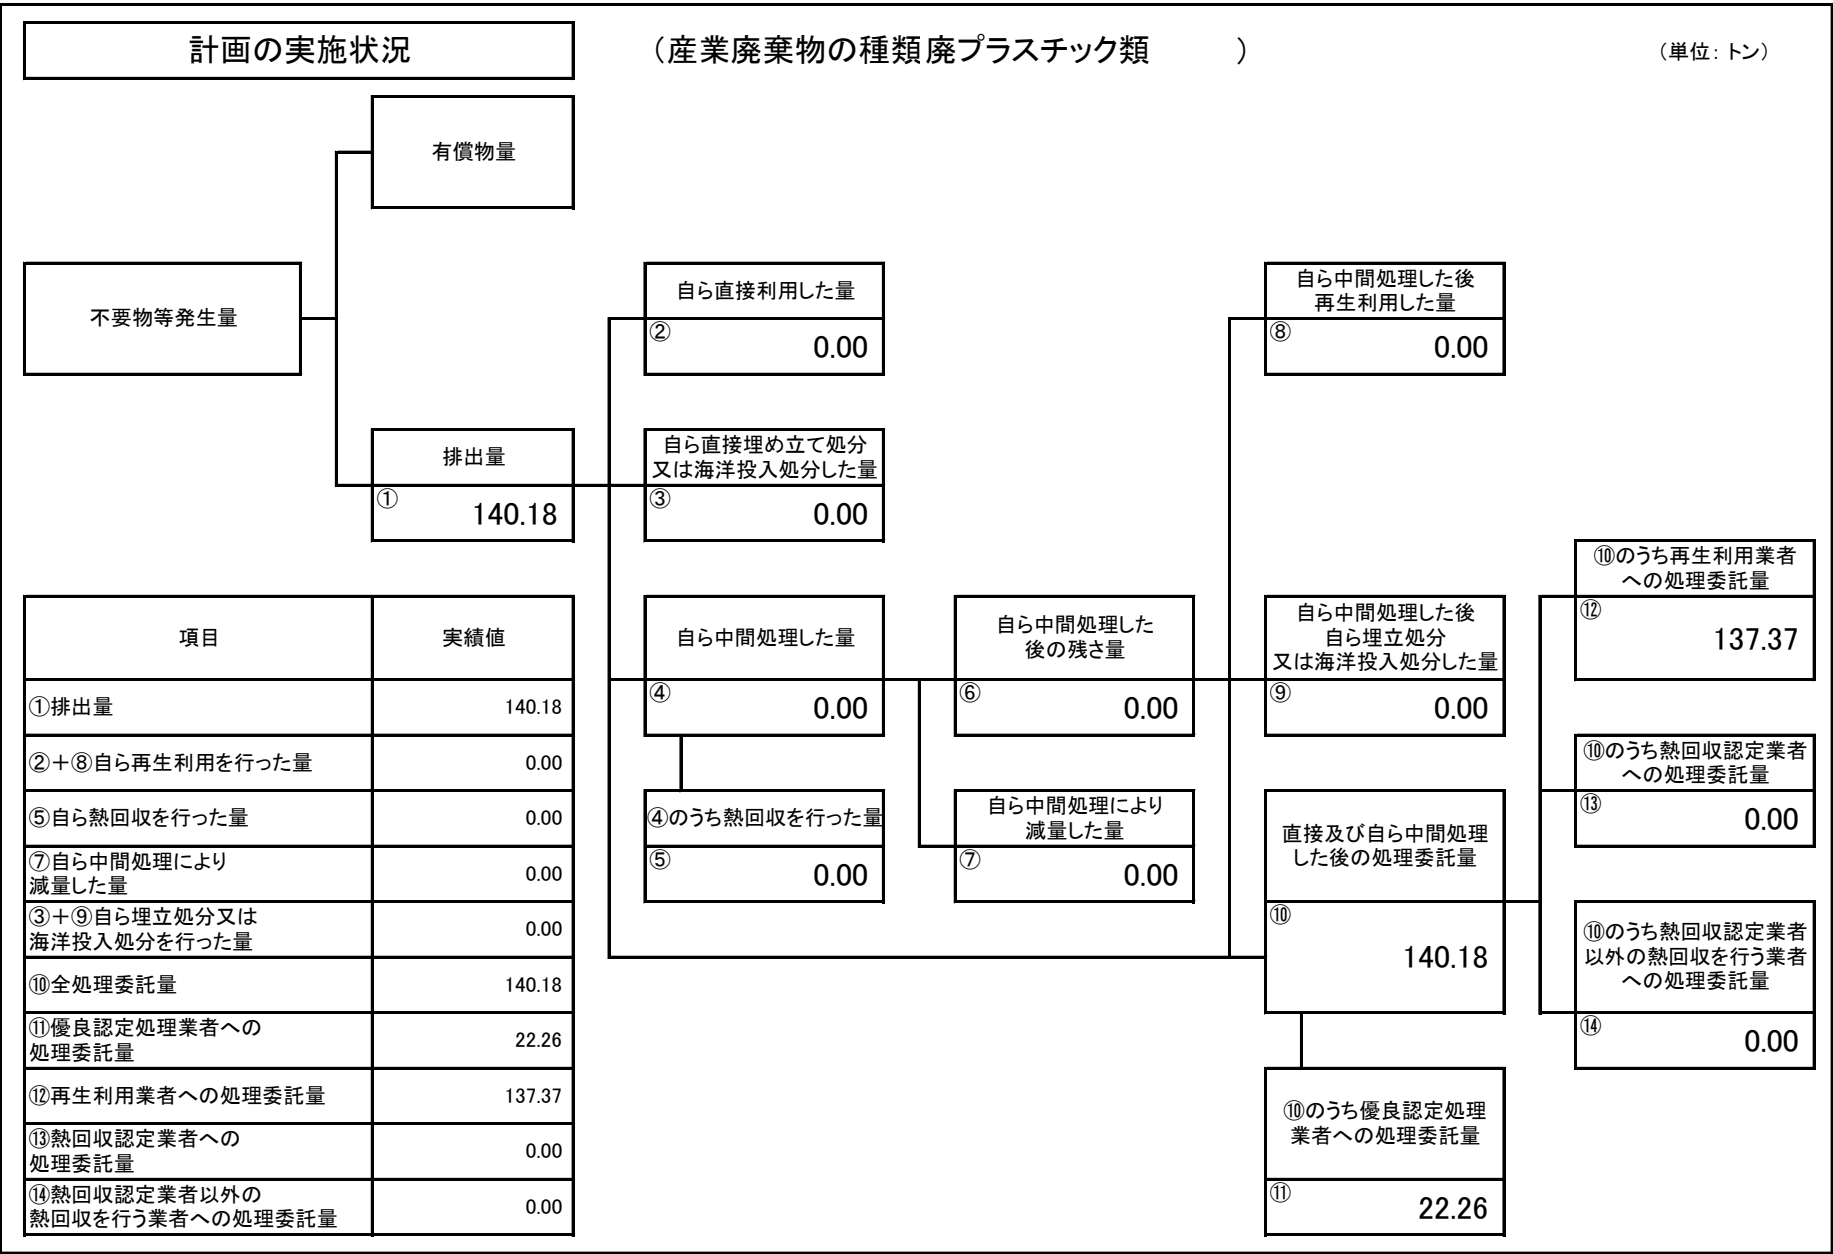 計画の実施状況
（産業廃棄物の種類廃プラスチック類　　　）
（単位：トン）
有償物量
不要物等発生量
自ら直接利用した量
②
0.00
自ら中間処理した後
再生利用した量
⑧
0.00
排出量
①
140.18
自ら直接埋め立て処分
又は海洋投入処分した量
③
0.00
⑩のうち再生利用業者
への処理委託量
⑫
137.37
自ら中間処理した量
④
0.00
自ら中間処理した
後の残さ量
⑥
0.00
自ら中間処理した後
自ら埋立処分
又は海洋投入処分した量
⑨
0.00
⑩のうち熱回収認定業者
への処理委託量
⑬
0.00
④のうち熱回収を行った量
⑤
0.00
自ら中間処理により
減量した量
⑦
0.00
直接及び自ら中間処理
した後の処理委託量
⑩
140.18
⑩のうち熱回収認定業者
以外の熱回収を行う業者
への処理委託量
⑭
0.00
⑩のうち優良認定処理
業者への処理委託量
⑪
22.26
項目　実績値
①排出量　140.18
②＋⑧自ら再生利用を行った量　0.00
⑤自ら熱回収を行った量　0.00
⑦自ら中間処理により
減量した量　0.00
③＋⑨自ら埋立処分又は
海洋投入処分を行った量　0.00
⑩全処理委託量　140.18
⑪優良認定処理業者への
処理委託量　22.26
⑫再生利用業者への処理委託量　137.37
⑬熱回収認定業者への
処理委託量　0.00
⑭熱回収認定業者以外の
熱回収を行う業者への処理委託量　0.00